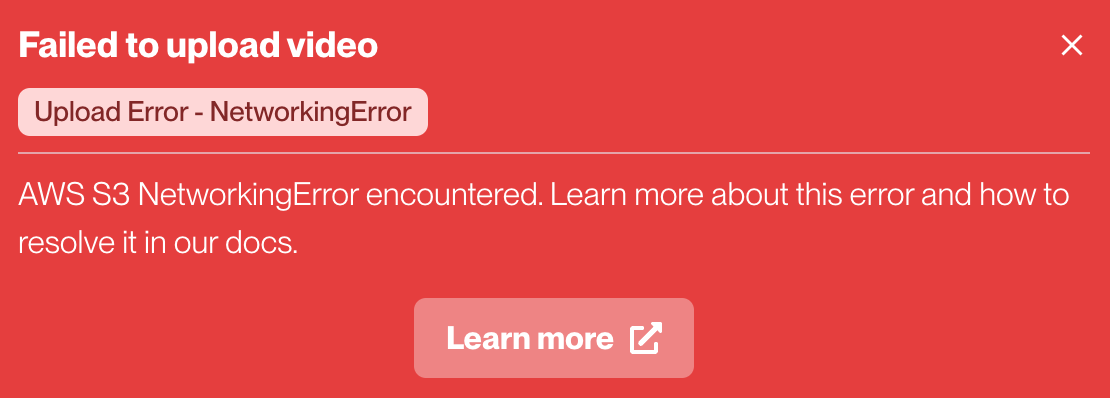 Failed to upload video
Upload Error - NetworkingError
AWS S3 NetworkingError encountered. Learn more about this error and how to
resolve it in our docs.
Learn more